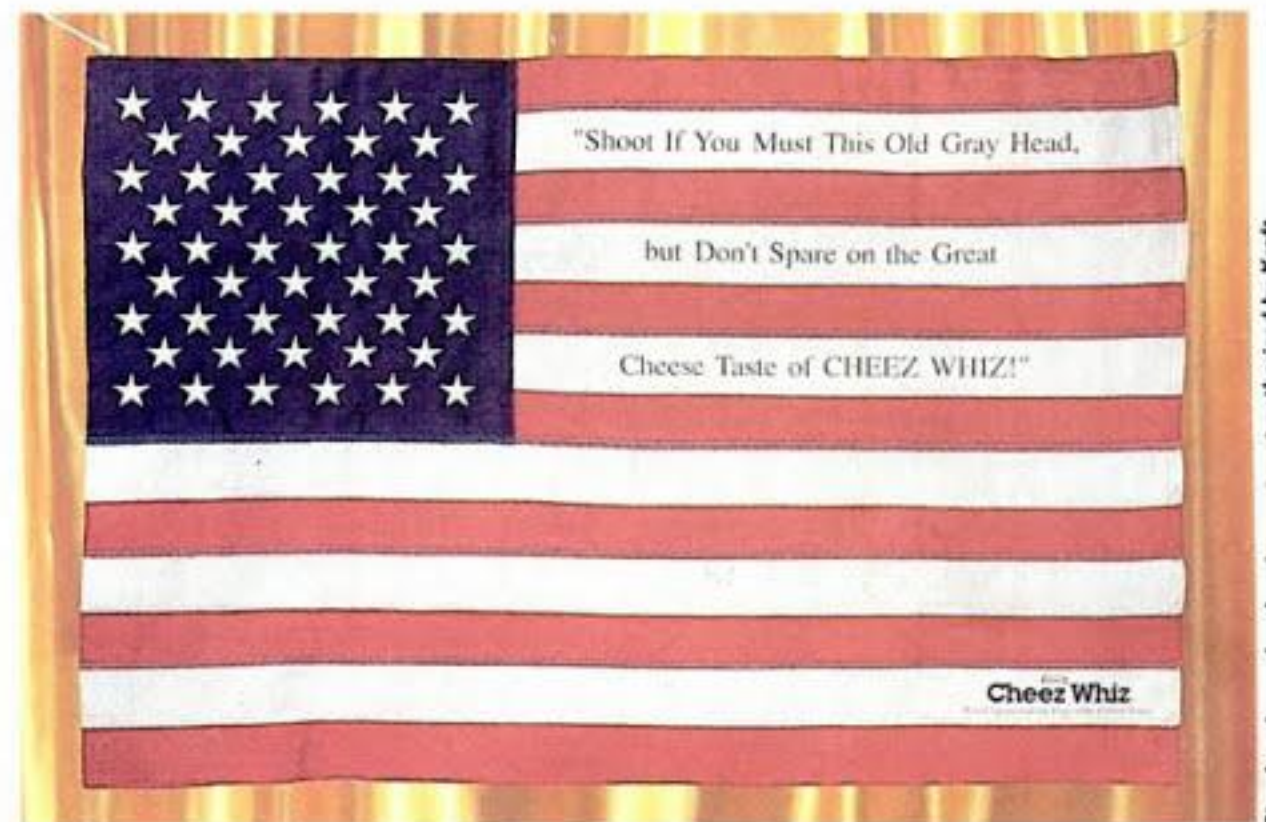 "Shoot If You Must This Old Gray Head,
but Don't Spare on the Great
Cheese Taste of CHEEZ WHIZ!"
Cheez Whiz